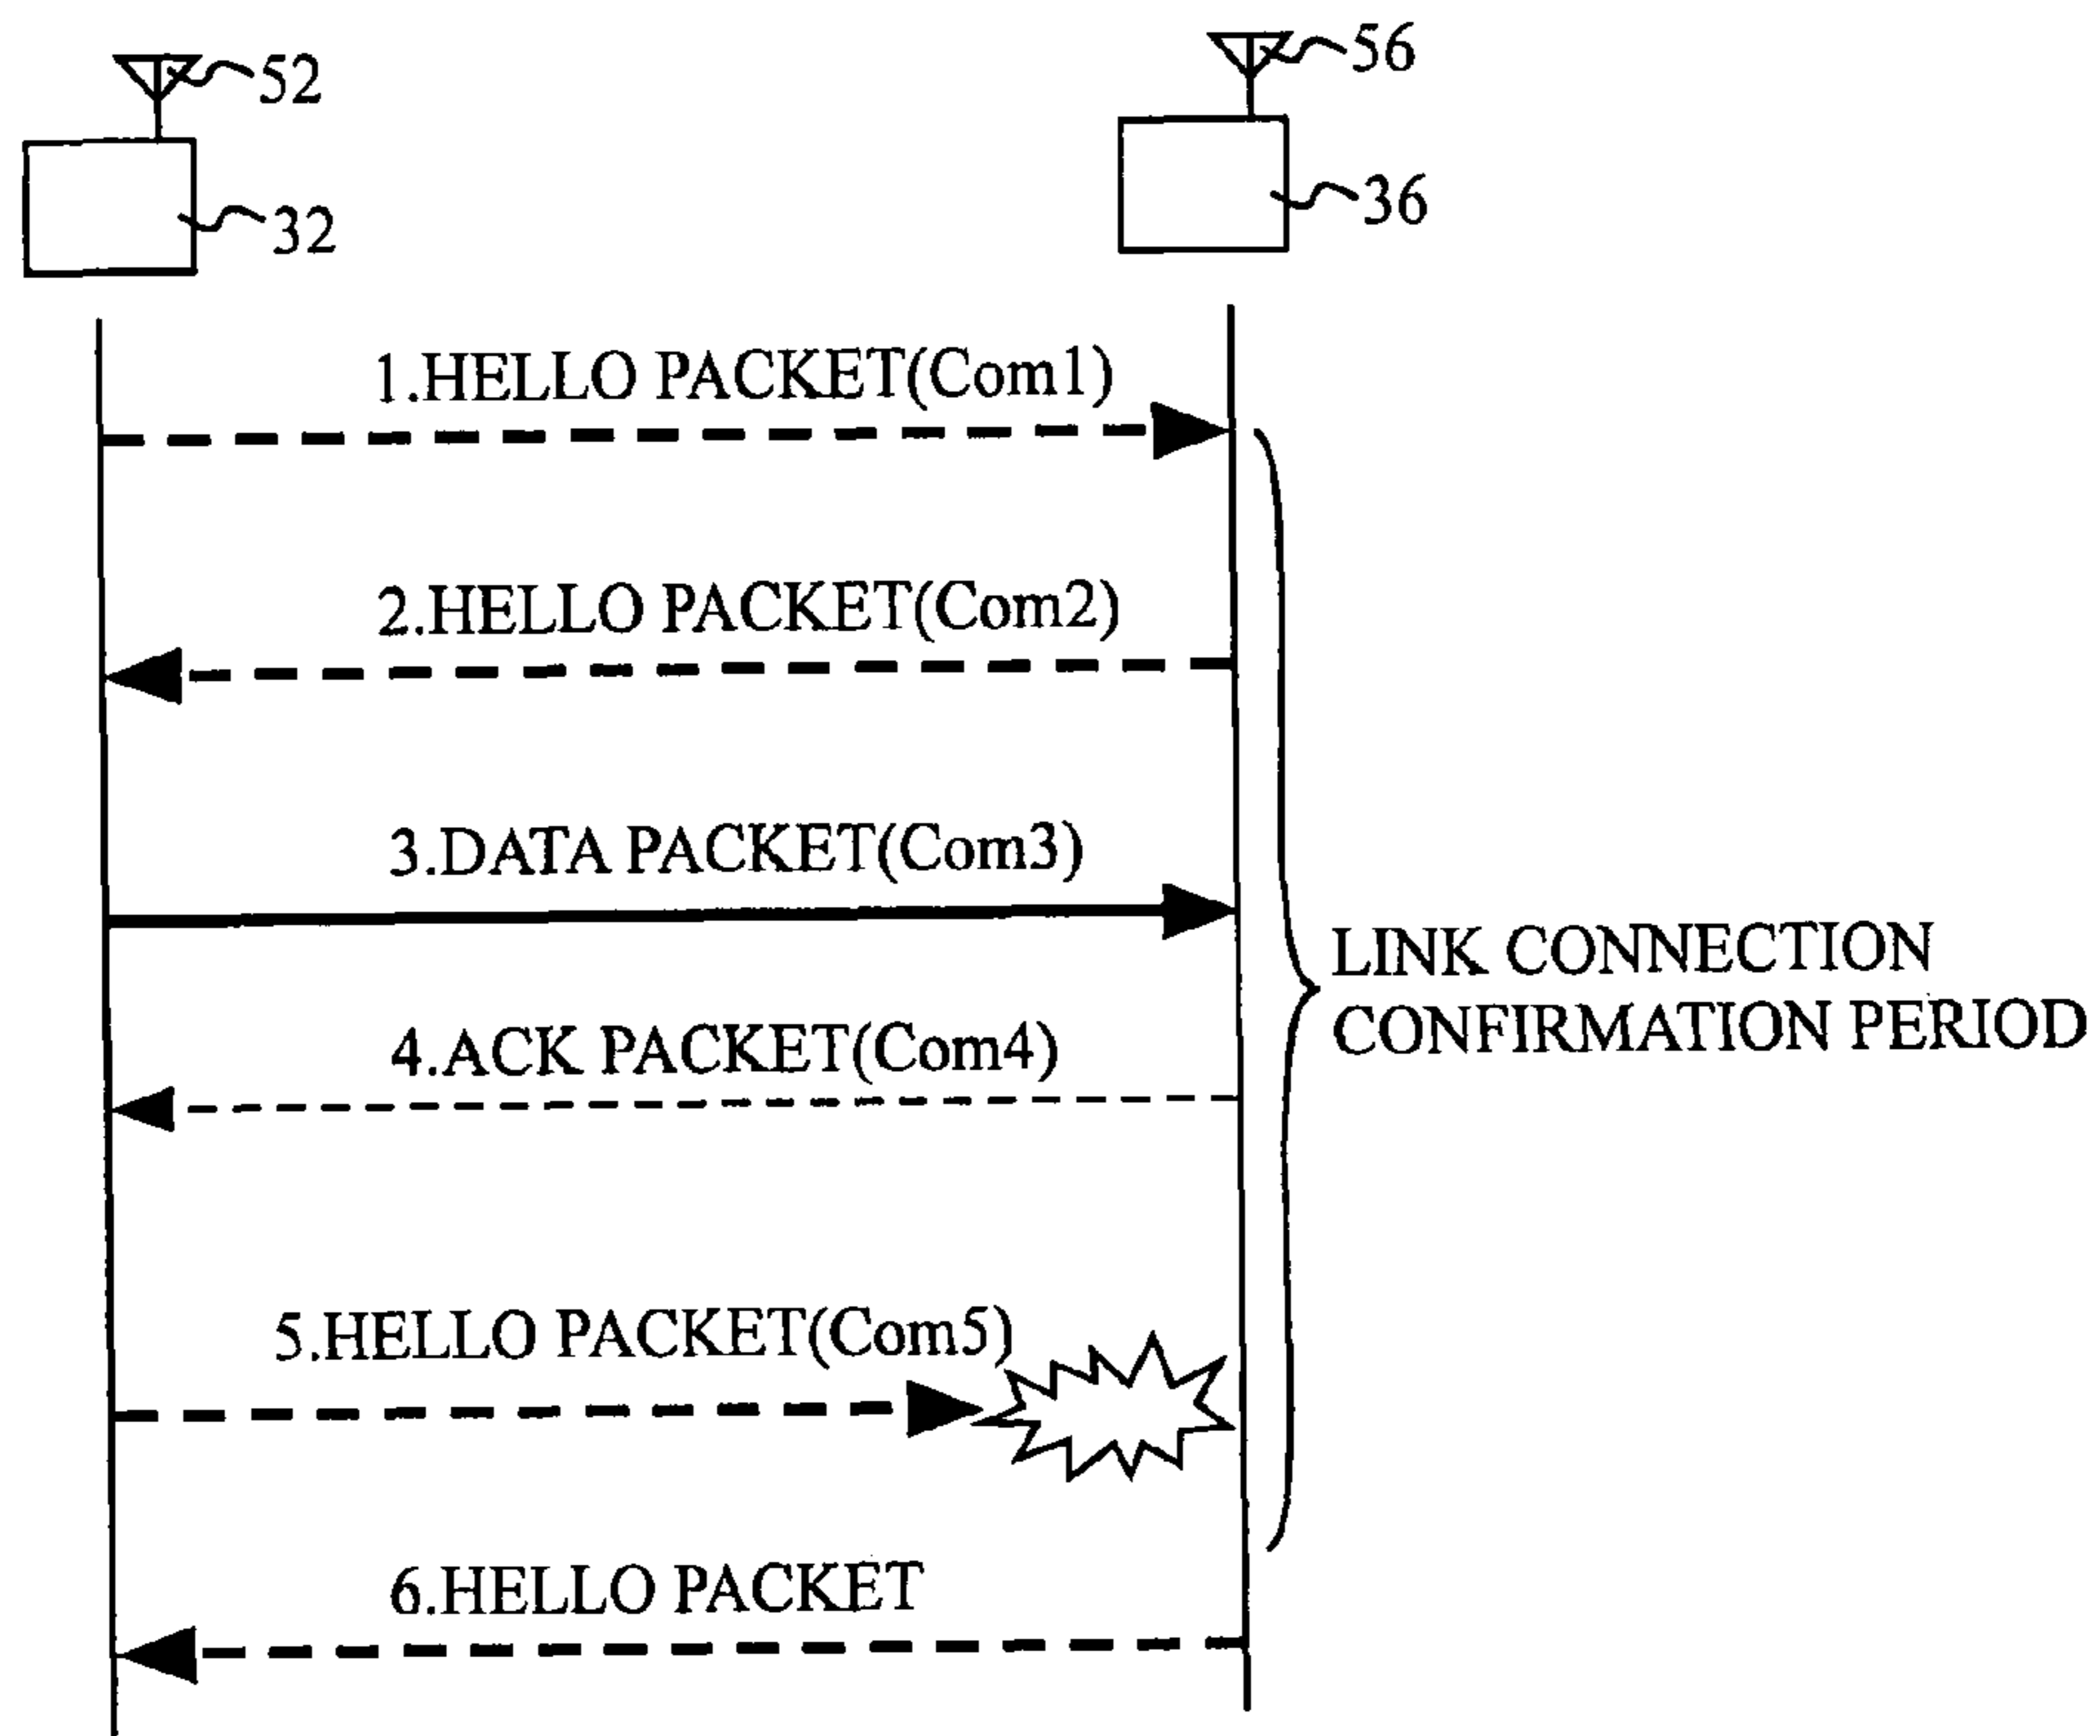 52
56
32
36
1.HELLO PACKET(Com1)
2.HELLO PACKET(Com2)
3.DATA PACKET(Com3)
LINK CONNECTION
CONFIRMATION PERIOD
4.ACK PACKET(Com4)
5.HELLO PACKET(Com5)
6.HELLO PACKET